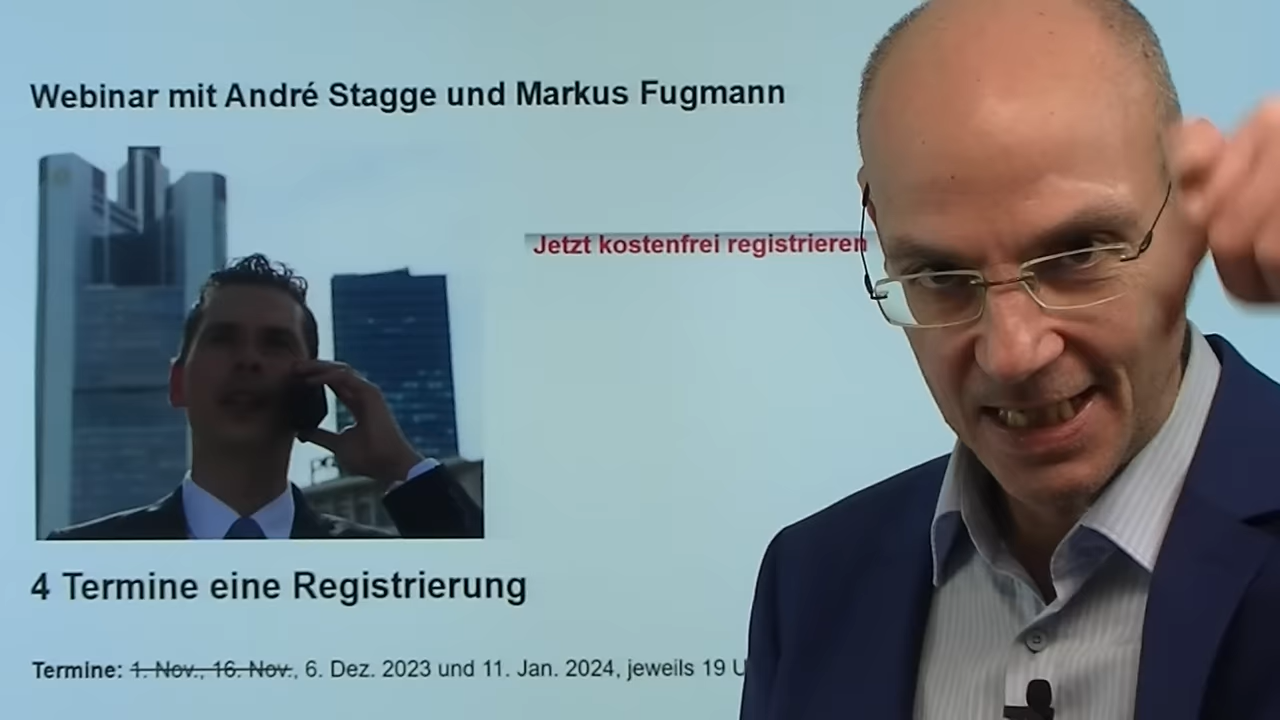 Webinar mit André Stagge und Markus Fugmann
Jetzt kostenfrei registrieren
4 Termine eine Registrierung
Termine: 1. Nov., 16. Nov., 6. Dez. 2023 und 11. Jan. 2024, jeweils 19